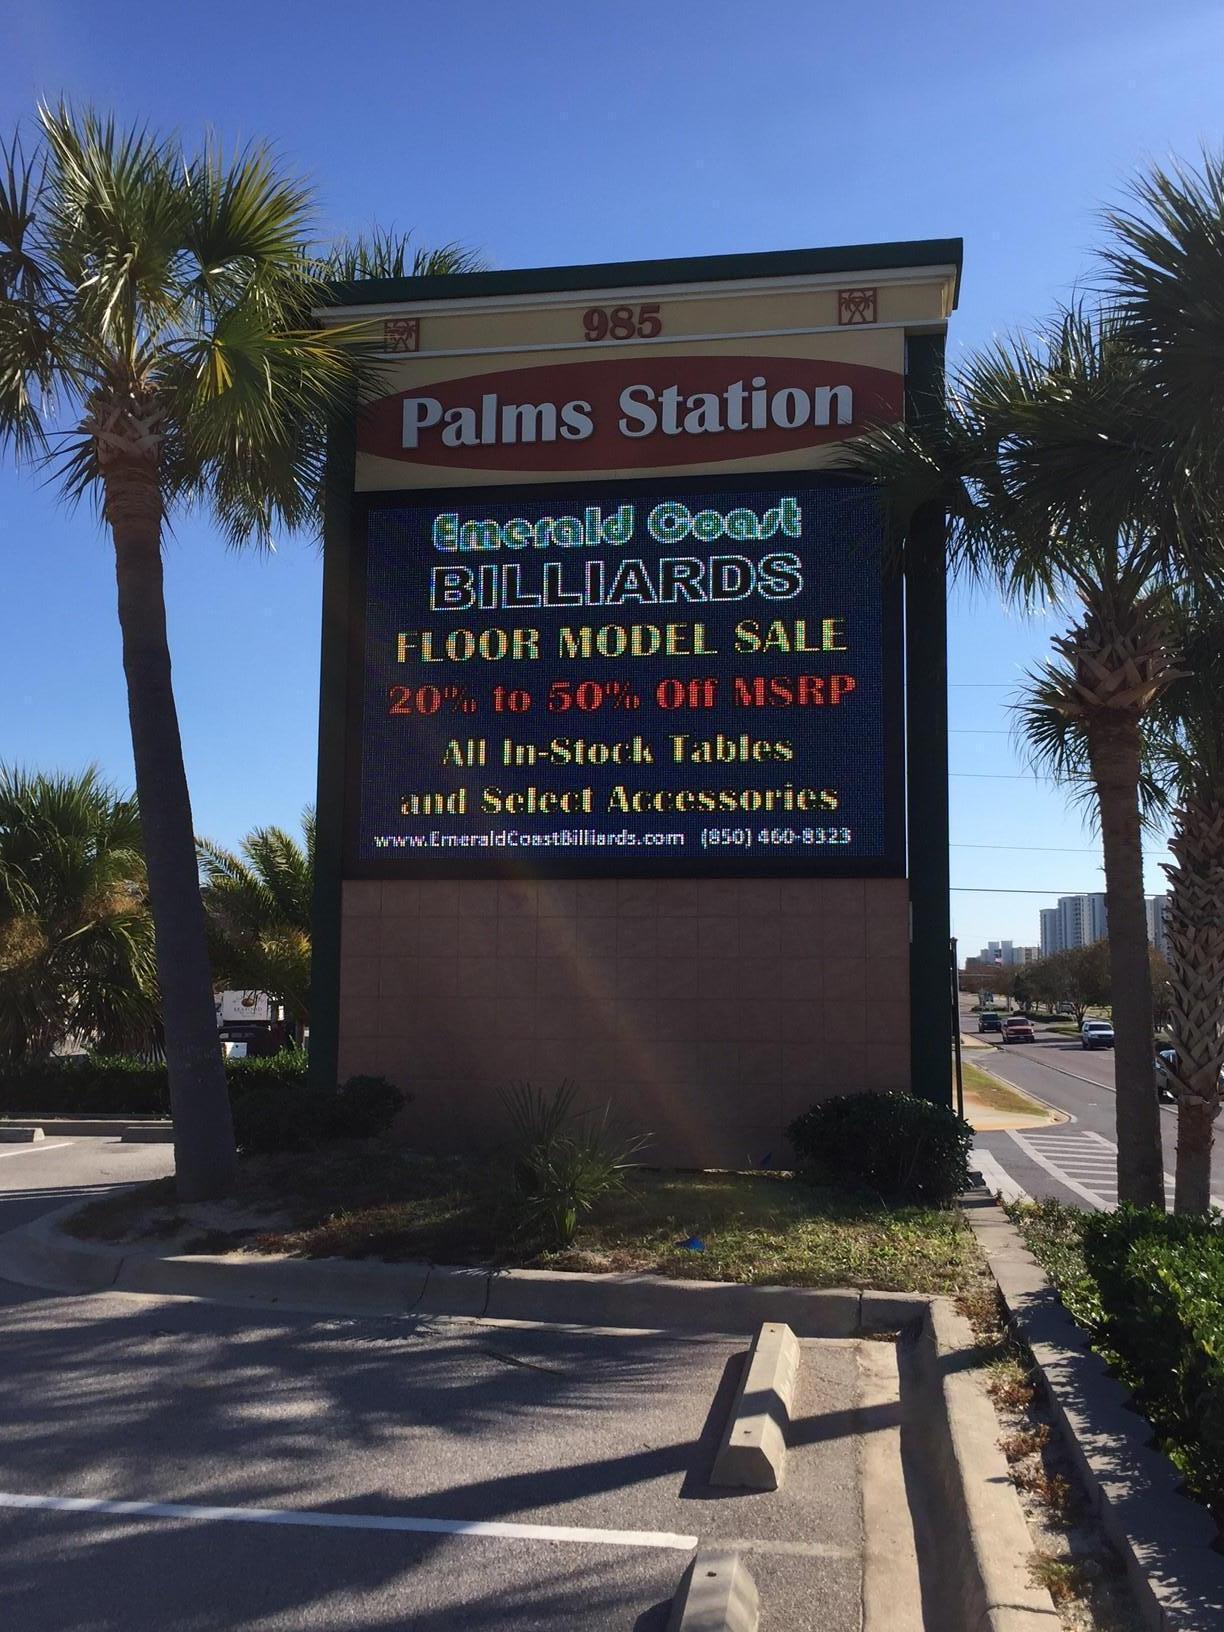 985
Palms Station
Emerald Coast
BILLIARDS
FLOOR MODEL SALE
20% to 50% Off MSRP
All In-Stock Tables
and Select Accessories
www.EmeraldCoastBilliards.com (850) 460-8323